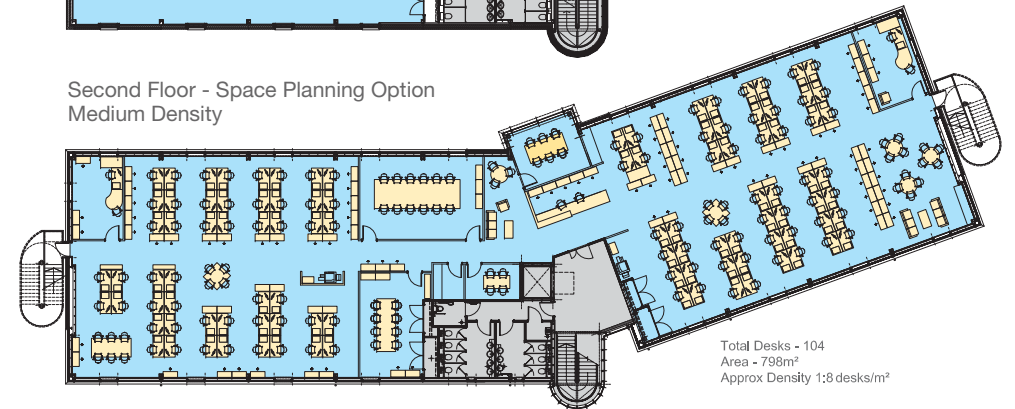 Second Floor - Space Planning Option
Medium Density
Total Desks - 104
Area - 798m²
Approx Density 1:8 desks/m²